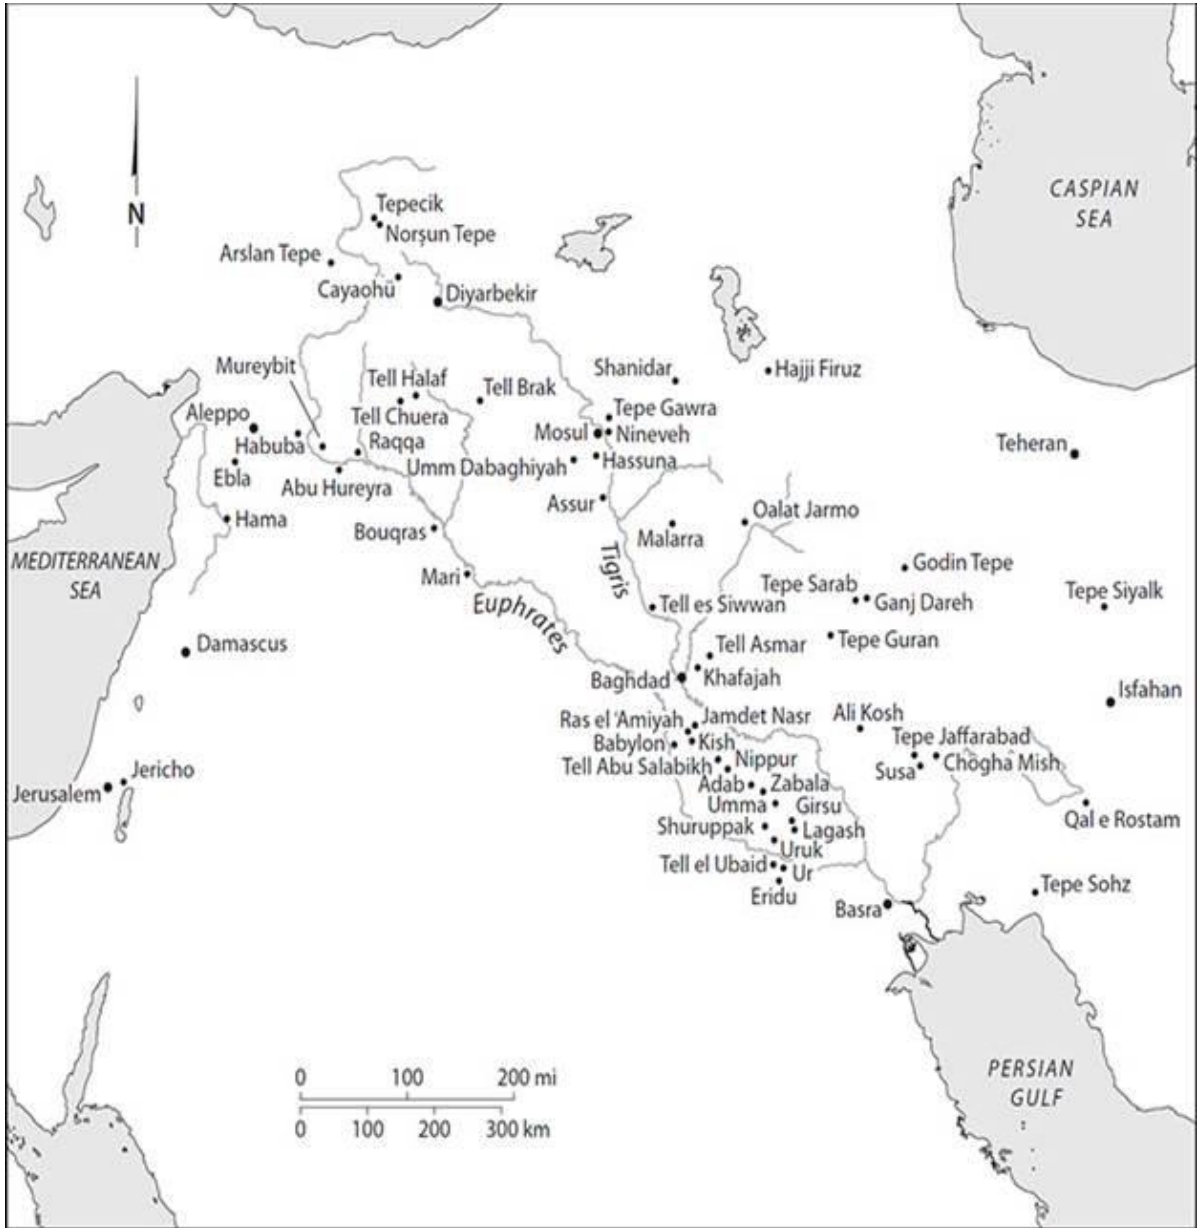 CASPIAN
SEA
N
Tepecik
Norșun Tepe
Arslan Tepe
Cayaohü
Diyarbekir
Mureybit
Shanidar
Hajji Firuz
Tell Halaf
Tell Brak
Tell Chuera
Tepe Gawra
Aleppo
Mosul
Nineveh
Habuba
Raqqa
Teheran
Umm Dabaghiyah
Hassuna
Ebla
Abu Hureyra
Assur
Hama
Bouqras
Malarra
Oalat Jarmo
MEDITERRANEAN
SEA
Mari
Tigris
Godin Tepe
Tepe Sarab
Ganj Dareh
Tepe Siyalk
Euphrates
Tell es Siwwan
Damascus
Tell Asmar
Tepe Guran
Baghdad
Khafajah
Isfahan
Ras el ‘Amiyah
Jamdet Nasr
Ali Kosh
Babylon
Kish
Tepe Jaffarabad
Tell Abu Salabikh
Nippur
Susa
Chogha Mish
Jericho
Jerusalem
Adab
Zabala
Umma
Girsu
Qal e Rostam
Shuruppak
Lagash
Uruk
Tell el Ubaid
Ur
Eridu
Basra
Tepe Sohz
0 100 200 mi
0 100 200 300 km
PERSIAN
GULF